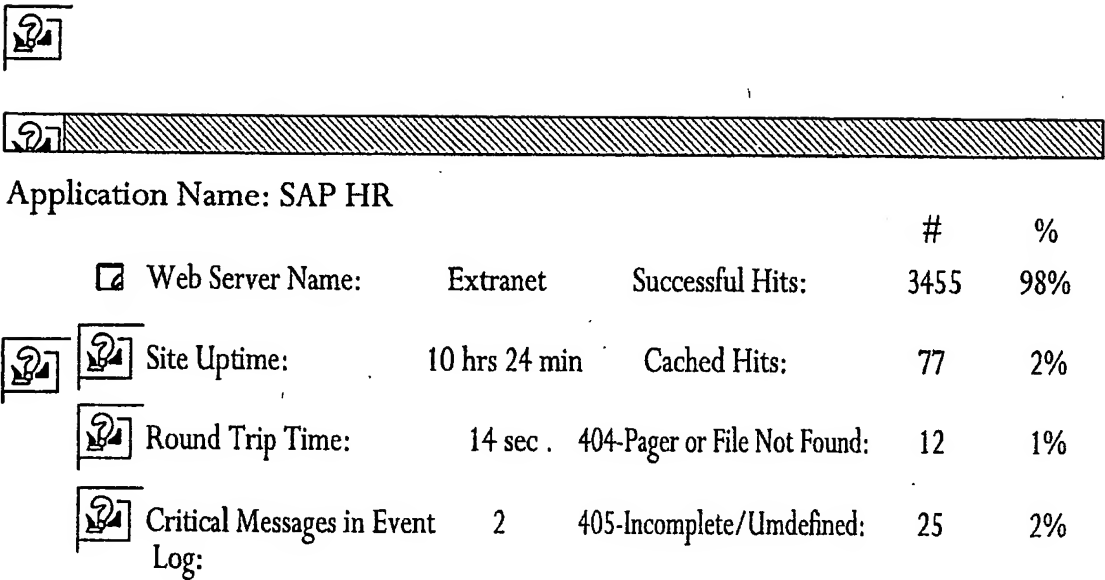 Application Name: SAP HR
# %
Web Server Name: Extranet Successful Hits: 3455 98%
Site Uptime: 10 hrs 24 min Cached Hits: 77 2%
Round Trip Time: 14 sec . 404-Pager or File Not Found: 12 1%
Critical Messages in Event 2 405-Incomplete/Umdefined: 25 2%
Log: